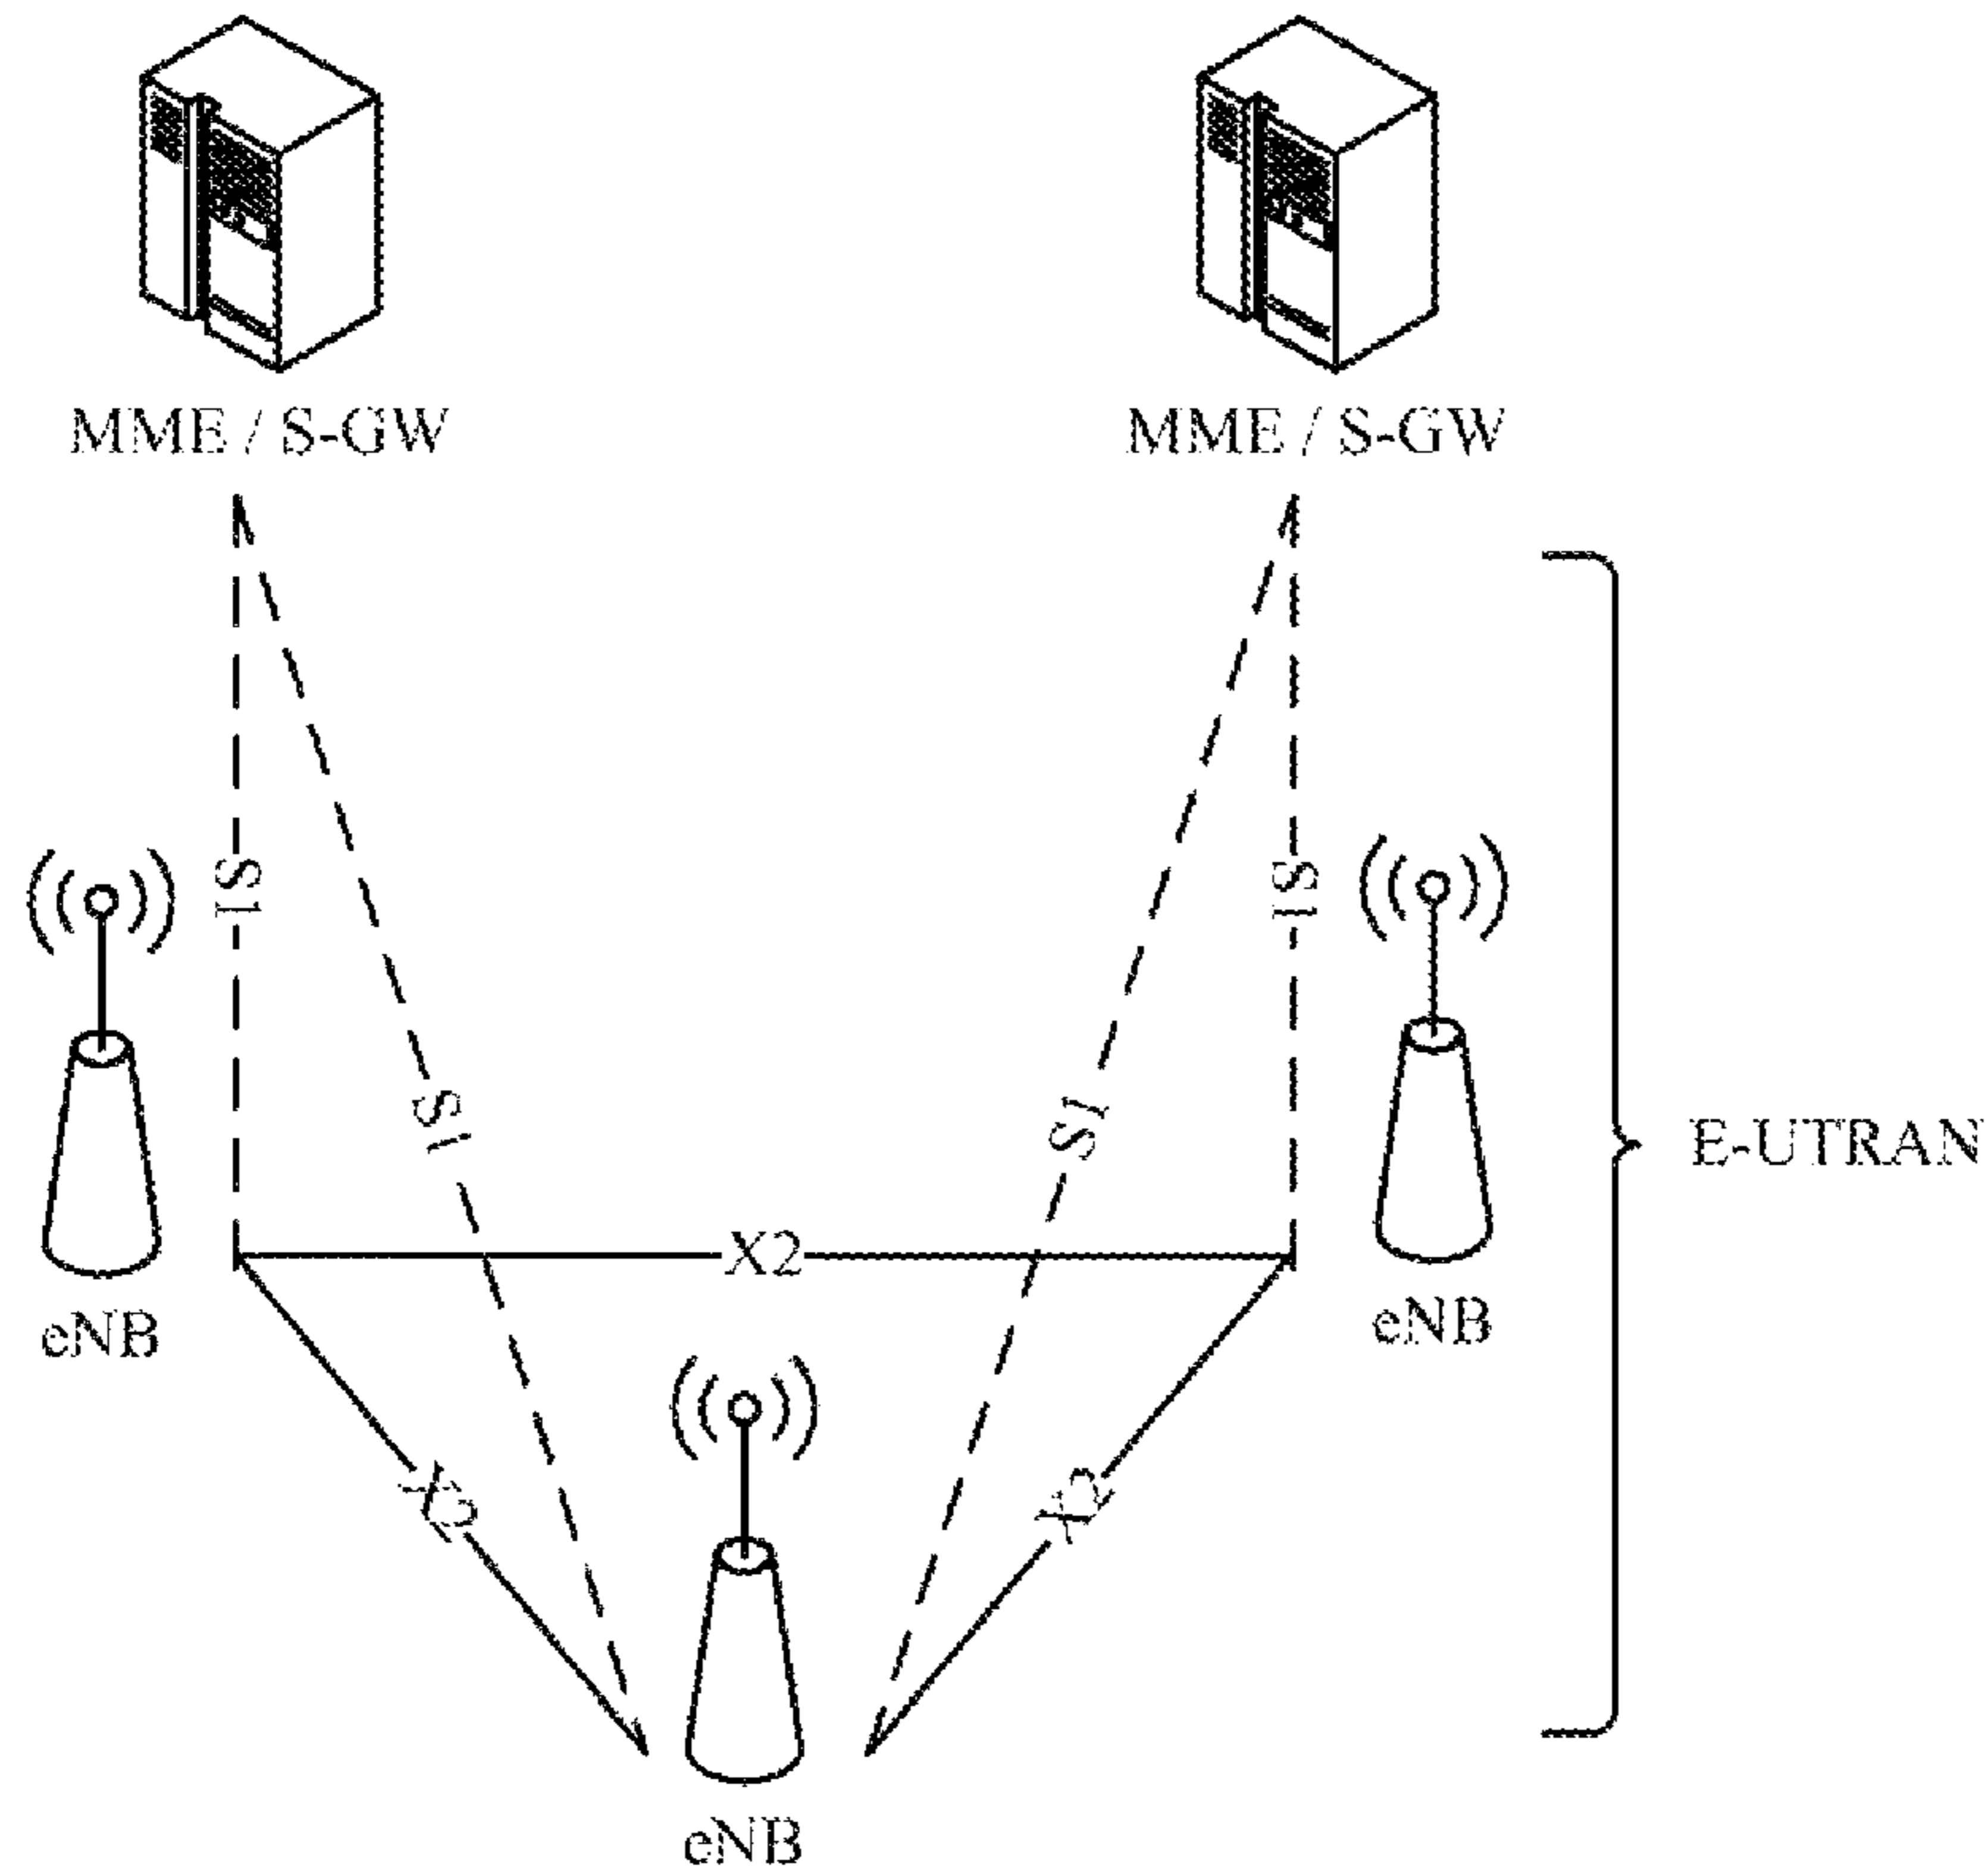 MME / S-GW
MME / S-GW
S1
S1
S1
S1
E-UTRAN
X2
eNB
eNB
X2
X2
eNB